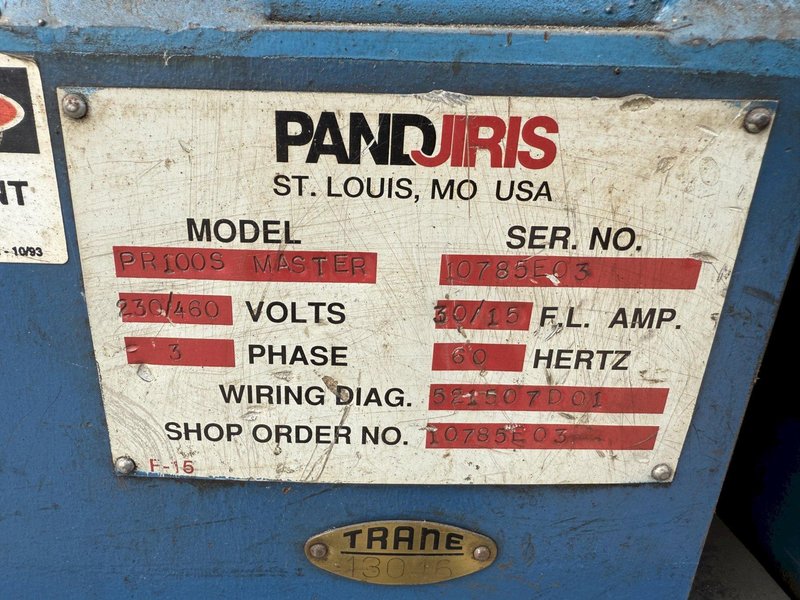 PANDJIRIS
ST. LOUIS, MO USA
MODEL SER. NO.
PR100S MASTER 10785E03
230/460 VOLTS 30/15 F.L. AMP.
3 PHASE 60 HERTZ
WIRING DIAG. 521507D01
SHOP ORDER NO. 10785E03
F-15
NT
- 10/93
TRANE